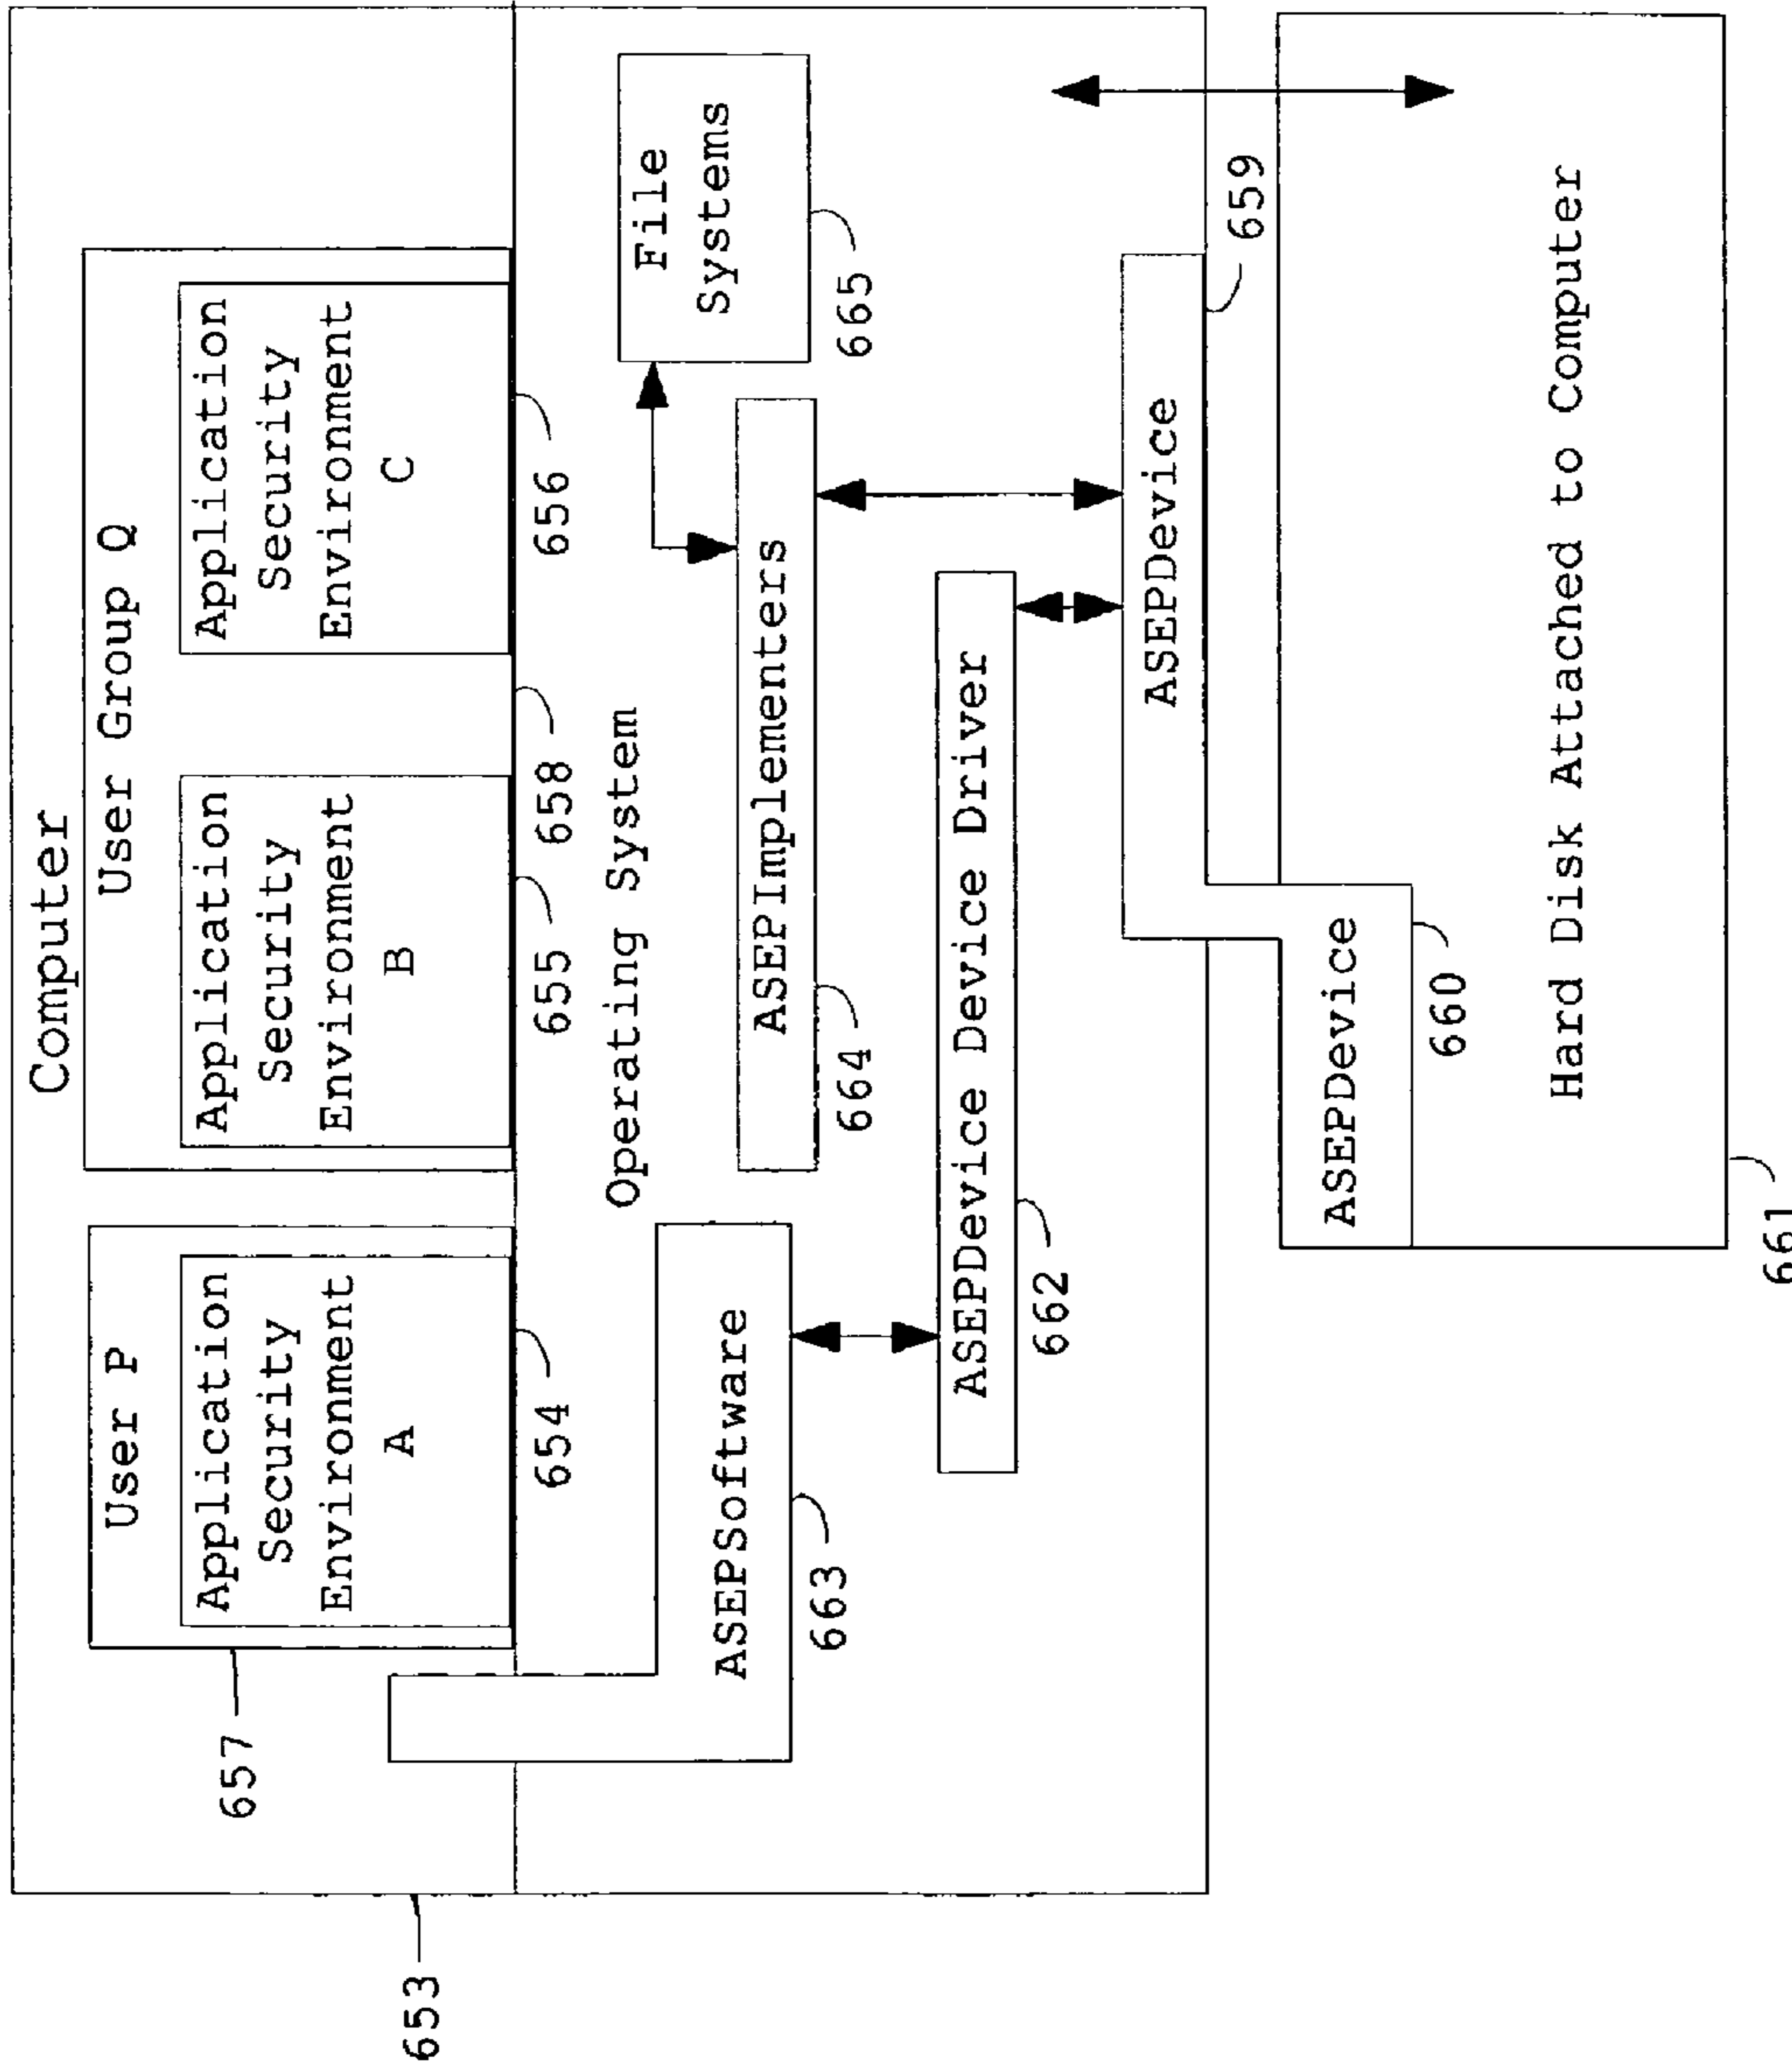 Computer
User P
User Group Q
Application
Security
Environment
A
Application
Security
Environment
B
Application
Security
Environment
C
657
653
654
655
658
656
Operating System
File
Systems
665
ASEPSoftware
663
ASEPImplementers
664
ASEPDevice Device Driver
662
ASEPDevice
659
ASEPDevice
660
Hard Disk Attached to Computer
661